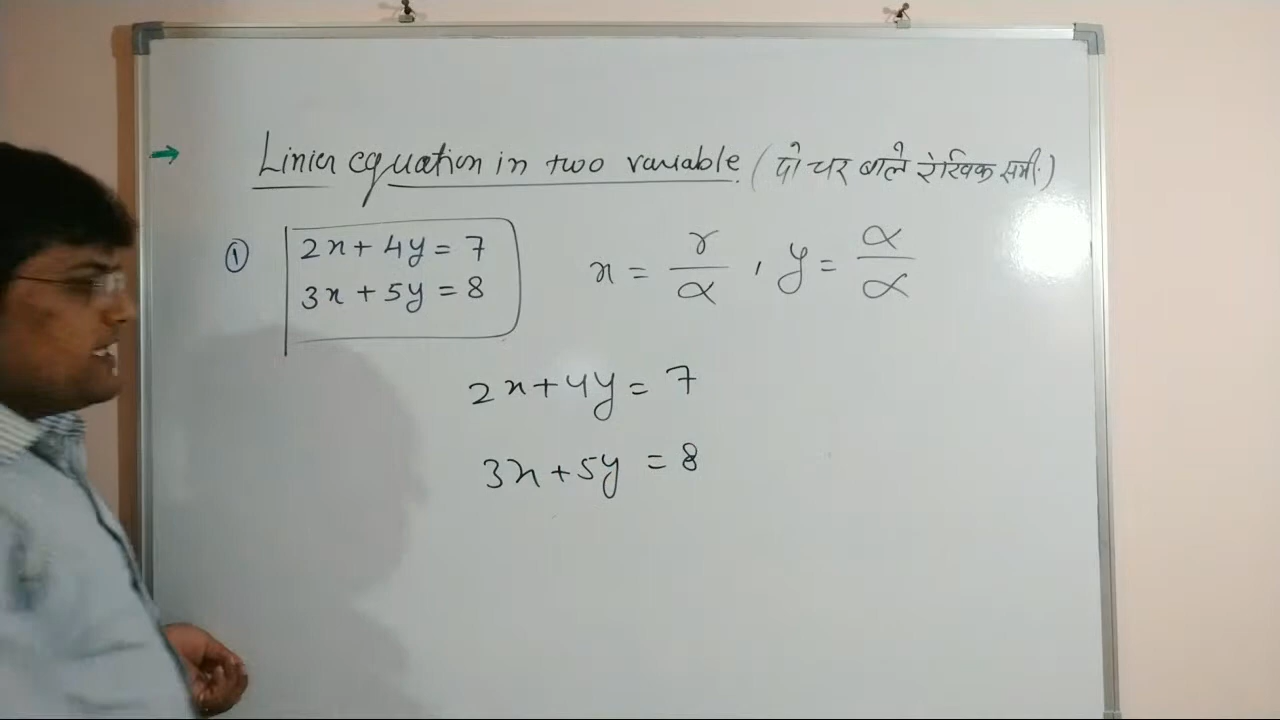 → Linier equation in two variable. (दो चर बाले रेखिक समी.)
① 2x + 4y = 7
3x + 5y = 8
x = r/α , y = α/α
2x + 4y = 7
3x + 5y = 8